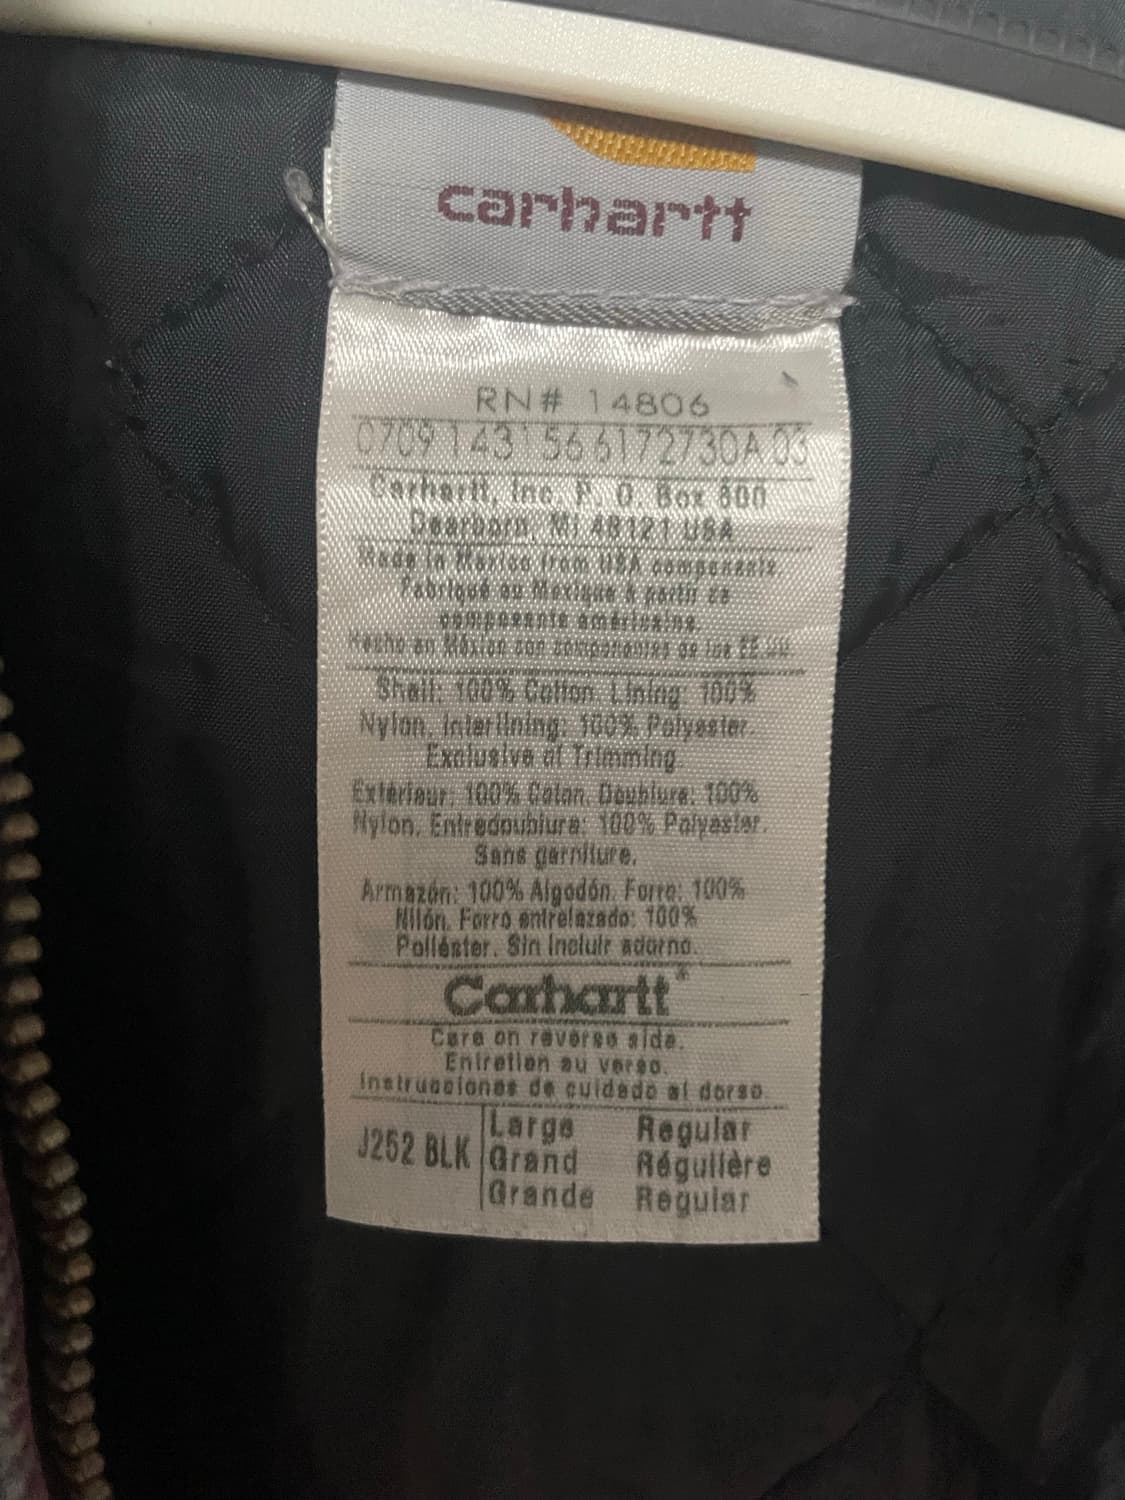 carhartt
RN# 14806
0709 1431566172730A 03
Carhartt, Inc. P. O. Box 600
Dearborn, MI 48121 USA
Made in Mexico from USA components
Fabriqué au Mexique à partir de
composants américains.
Hecho en México con componentes de los EE.UU.
Shell: 100% Cotton. Lining: 100%
Nylon. Interlining: 100% Polyester.
Exclusive of Trimming.
Extérieur: 100% Coton. Doublure: 100%
Nylon. Entredoublure: 100% Polyester.
Sans garniture.
Armazón: 100% Algodón. Forro: 100%
Nilón. Forro entrelazado: 100%
Poliéster. Sin incluir adorno.
Carhartt®
Care on reverse side.
Entretien au verso.
Instrucciones de cuidado al dorso.
J252 BLK Large Regular
Grand Régulière
Grande Regular